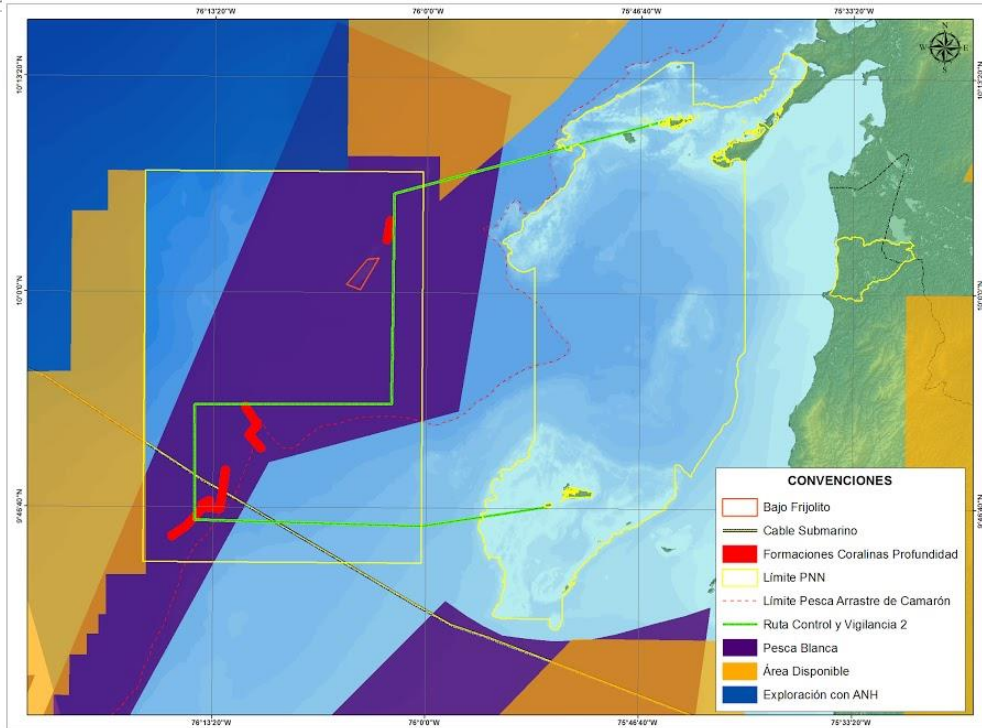 76°13'20"W 76°0'0"W 75°46'40"W 75°33'20"W
N
W E
S
10°13'20"N
10°13'20"N
10°0'0"N
10°0'0"N
9°46'40"N
9°46'40"N
CONVENCIONES
Bajo Frijolito
Cable Submarino
Formaciones Coralinas Profundidad
Límite PNN
Límite Pesca Arrastre de Camarón
Ruta Control y Vigilancia 2
Pesca Blanca
Área Disponible
Exploración con ANH
76°13'20"W 76°0'0"W 75°46'40"W 75°33'20"W